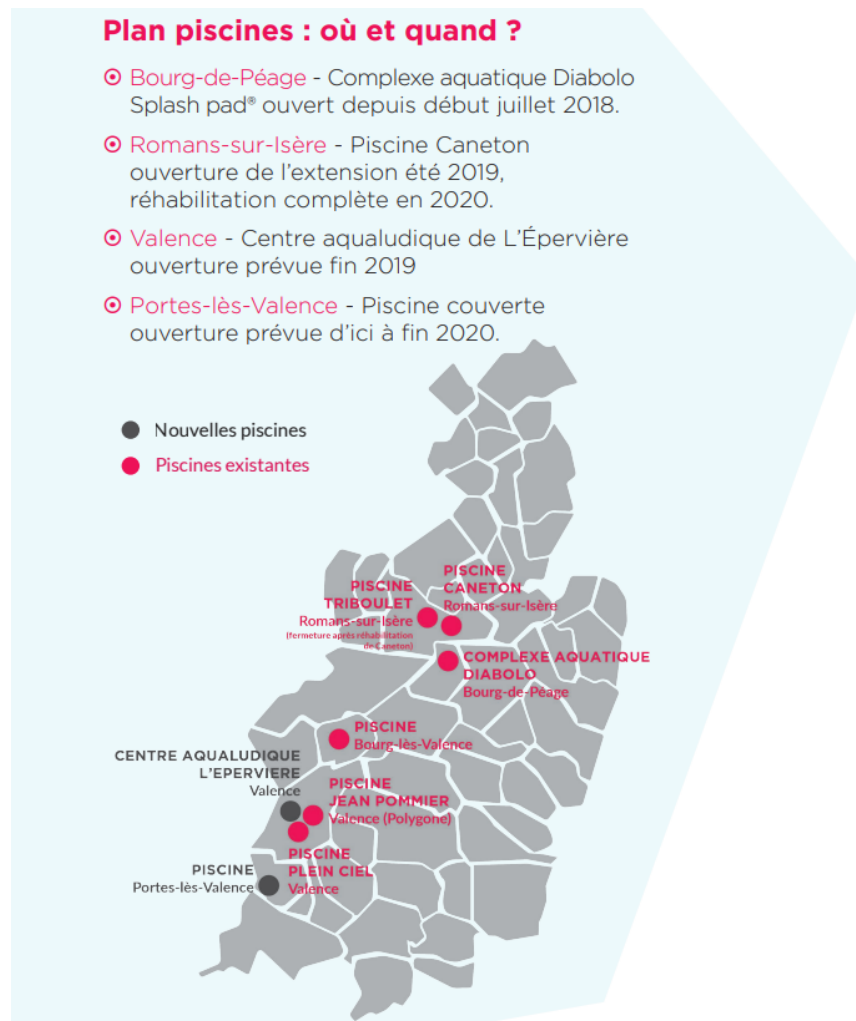 Plan piscines : où et quand ?
Bourg-de-Péage - Complexe aquatique Diabolo
Splash pad® ouvert depuis début juillet 2018.
Romans-sur-Isère - Piscine Caneton
ouverture de l'extension été 2019,
réhabilitation complète en 2020.
Valence - Centre aqualudique de L'Épervière
ouverture prévue fin 2019
Portes-lès-Valence - Piscine couverte
ouverture prévue d'ici à fin 2020.
Nouvelles piscines
Piscines existantes
PISCINE
CANETON
Romans-sur-Isère
PISCINE
TRIBOULET
Romans-sur-Isère
(fermeture après réhabilitation
de Caneton)
COMPLEXE AQUATIQUE
DIABOLO
Bourg-de-Péage
PISCINE
Bourg-lès-Valence
CENTRE AQUALUDIQUE
L'EPERVIERE
Valence
PISCINE
JEAN POMMIER
Valence (Polygone)
PISCINE
PLEIN CIEL
Valence
PISCINE
Portes-lès-Valence